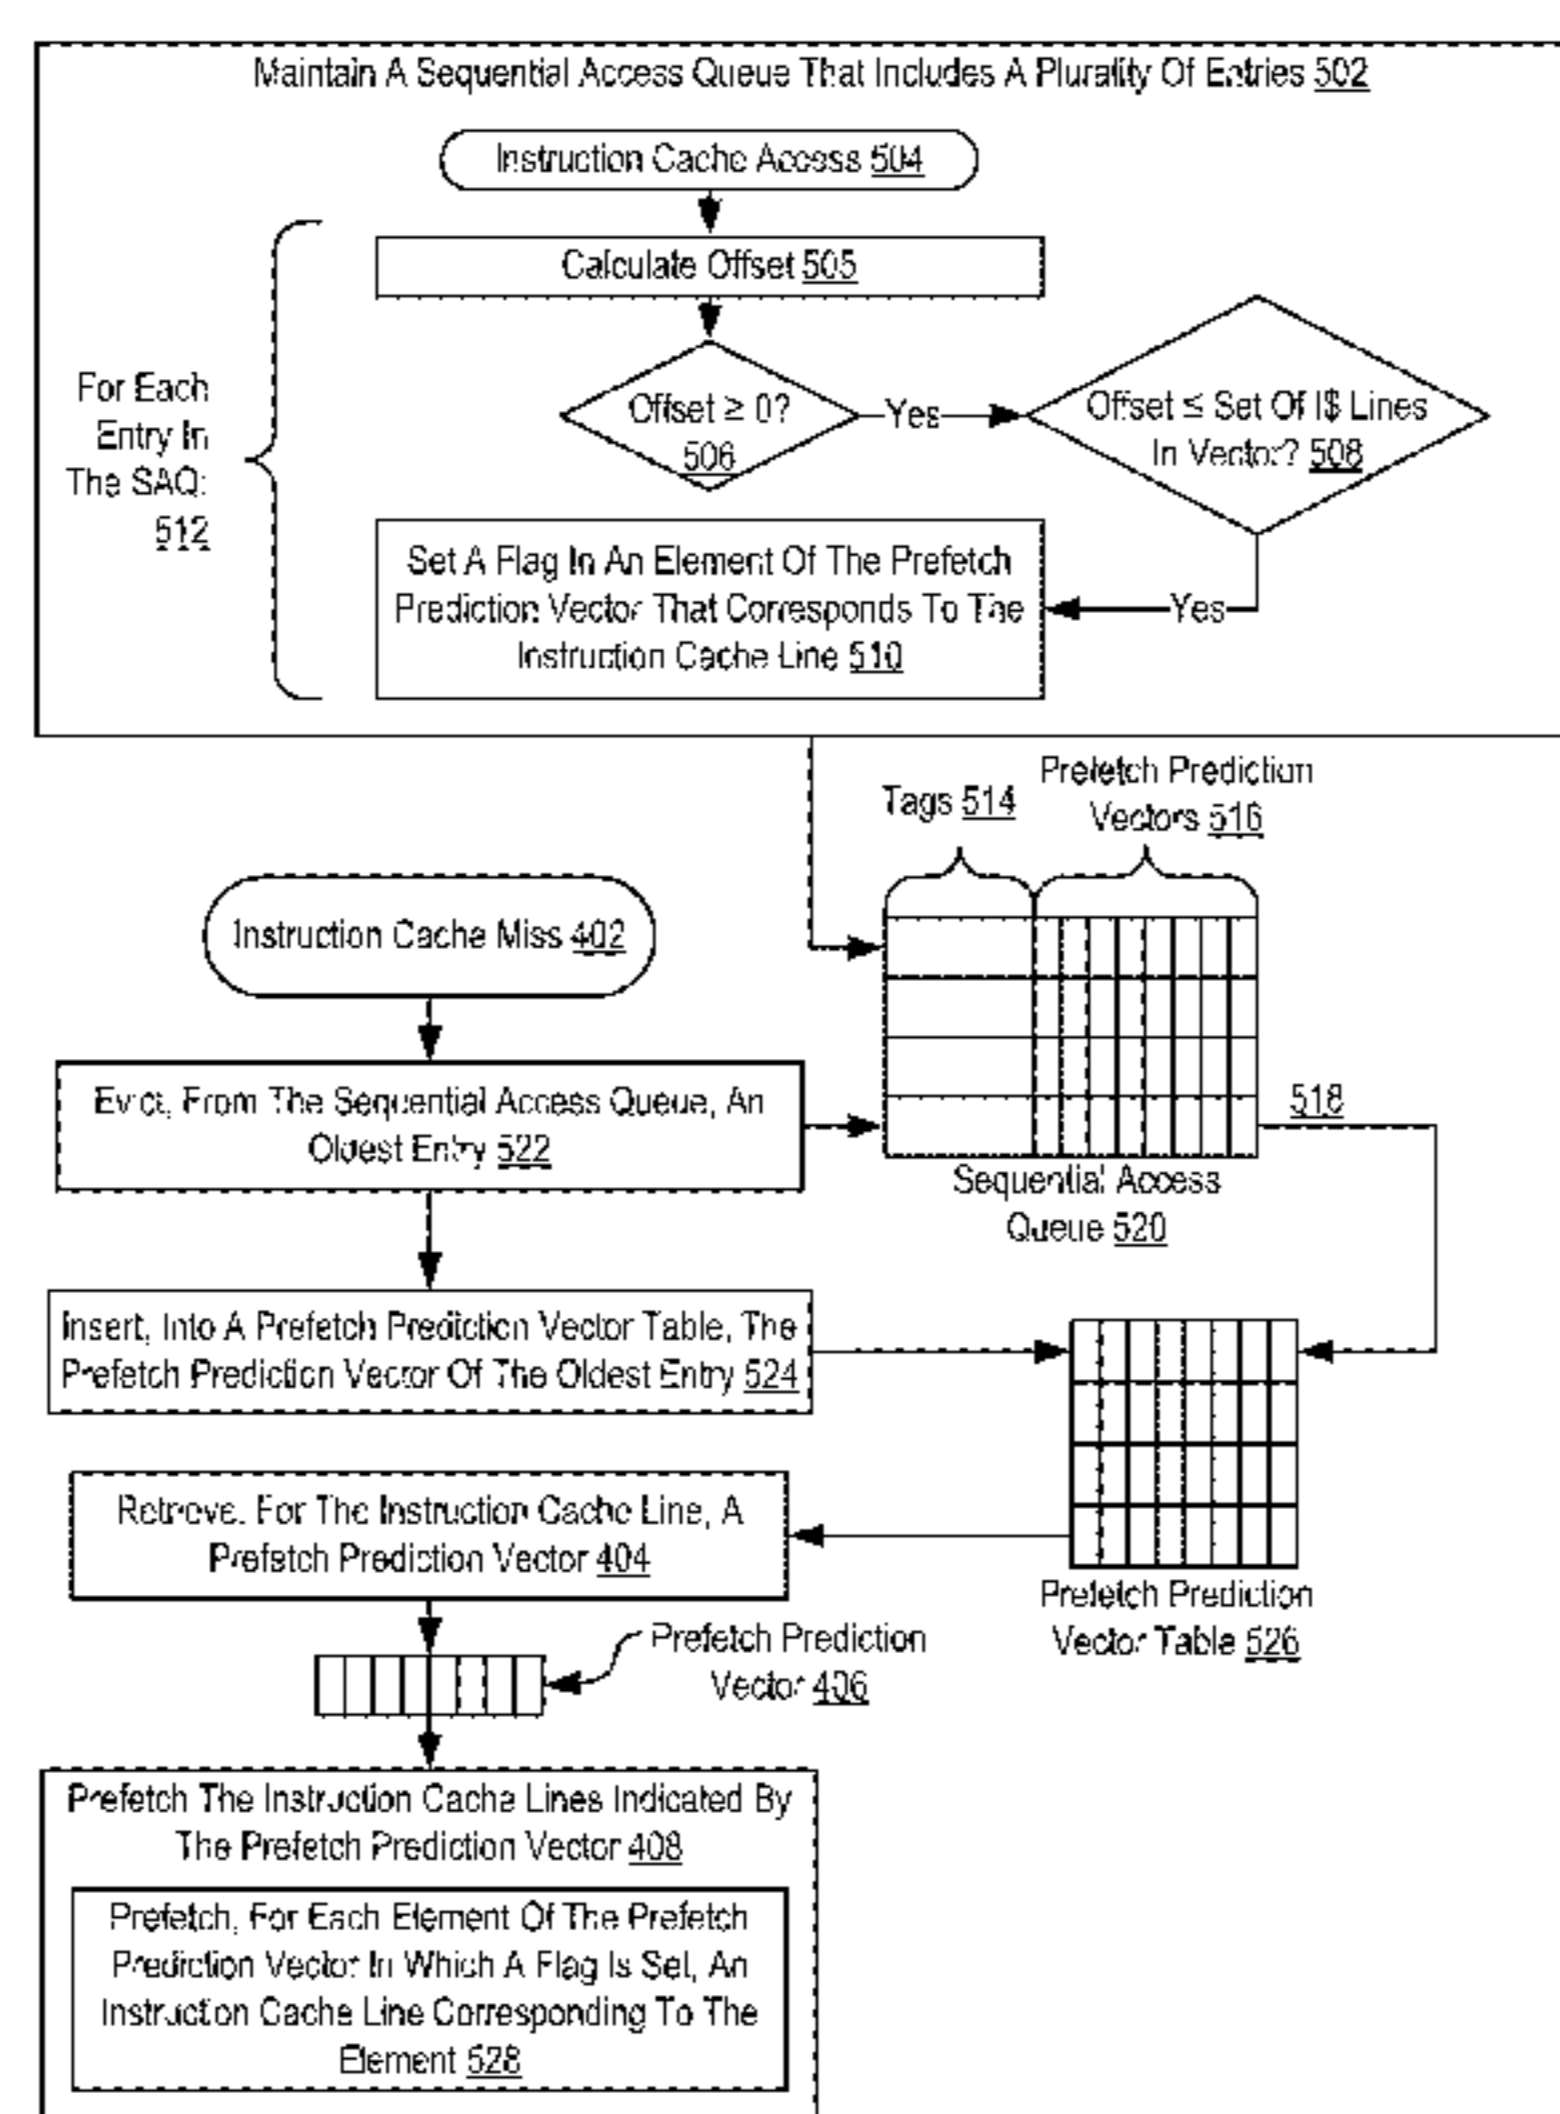 Maintain A Sequential Access Queue That Includes A Plurality Of Entries 502
Instruction Cache Access 504
Calculate Offset 505
For Each
Entry In
The SAQ:
512
Offset ≥ 0?
506
Yes
Offset ≤ Set Of I$ Lines
In Vector? 508
Set A Flag In An Element Of The Prefetch
Prediction Vector That Corresponds To The
Instruction Cache Line 510
Yes
Tags 514
Prefetch Prediction
Vectors 516
Instruction Cache Miss 402
Evict, From The Sequential Access Queue, An
Oldest Entry 522
518
Sequential Access
Queue 520
Insert, Into A Prefetch Prediction Vector Table, The
Prefetch Prediction Vector Of The Oldest Entry 524
Retrieve, For The Instruction Cache Line, A
Prefetch Prediction Vector 404
Prefetch Prediction
Vector Table 526
Prefetch Prediction
Vector 406
Prefetch The Instruction Cache Lines Indicated By
The Prefetch Prediction Vector 408
Prefetch, For Each Element Of The Prefetch
Prediction Vector In Which A Flag Is Set, An
Instruction Cache Line Corresponding To The
Element 528